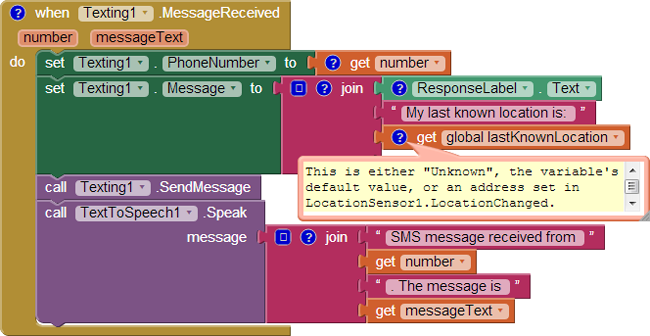 when Texting1 .MessageReceived
number messageText
do set Texting1 . PhoneNumber to get number
set Texting1 . Message to join ResponseLabel . Text
" My last known location is: "
get global lastKnownLocation
This is either "Unknown", the variable's
default value, or an address set in
LocationSensor1.LocationChanged.
call Texting1 .SendMessage
call TextToSpeech1 .Speak
message join " SMS message received from "
get number
" . The message is "
get messageText